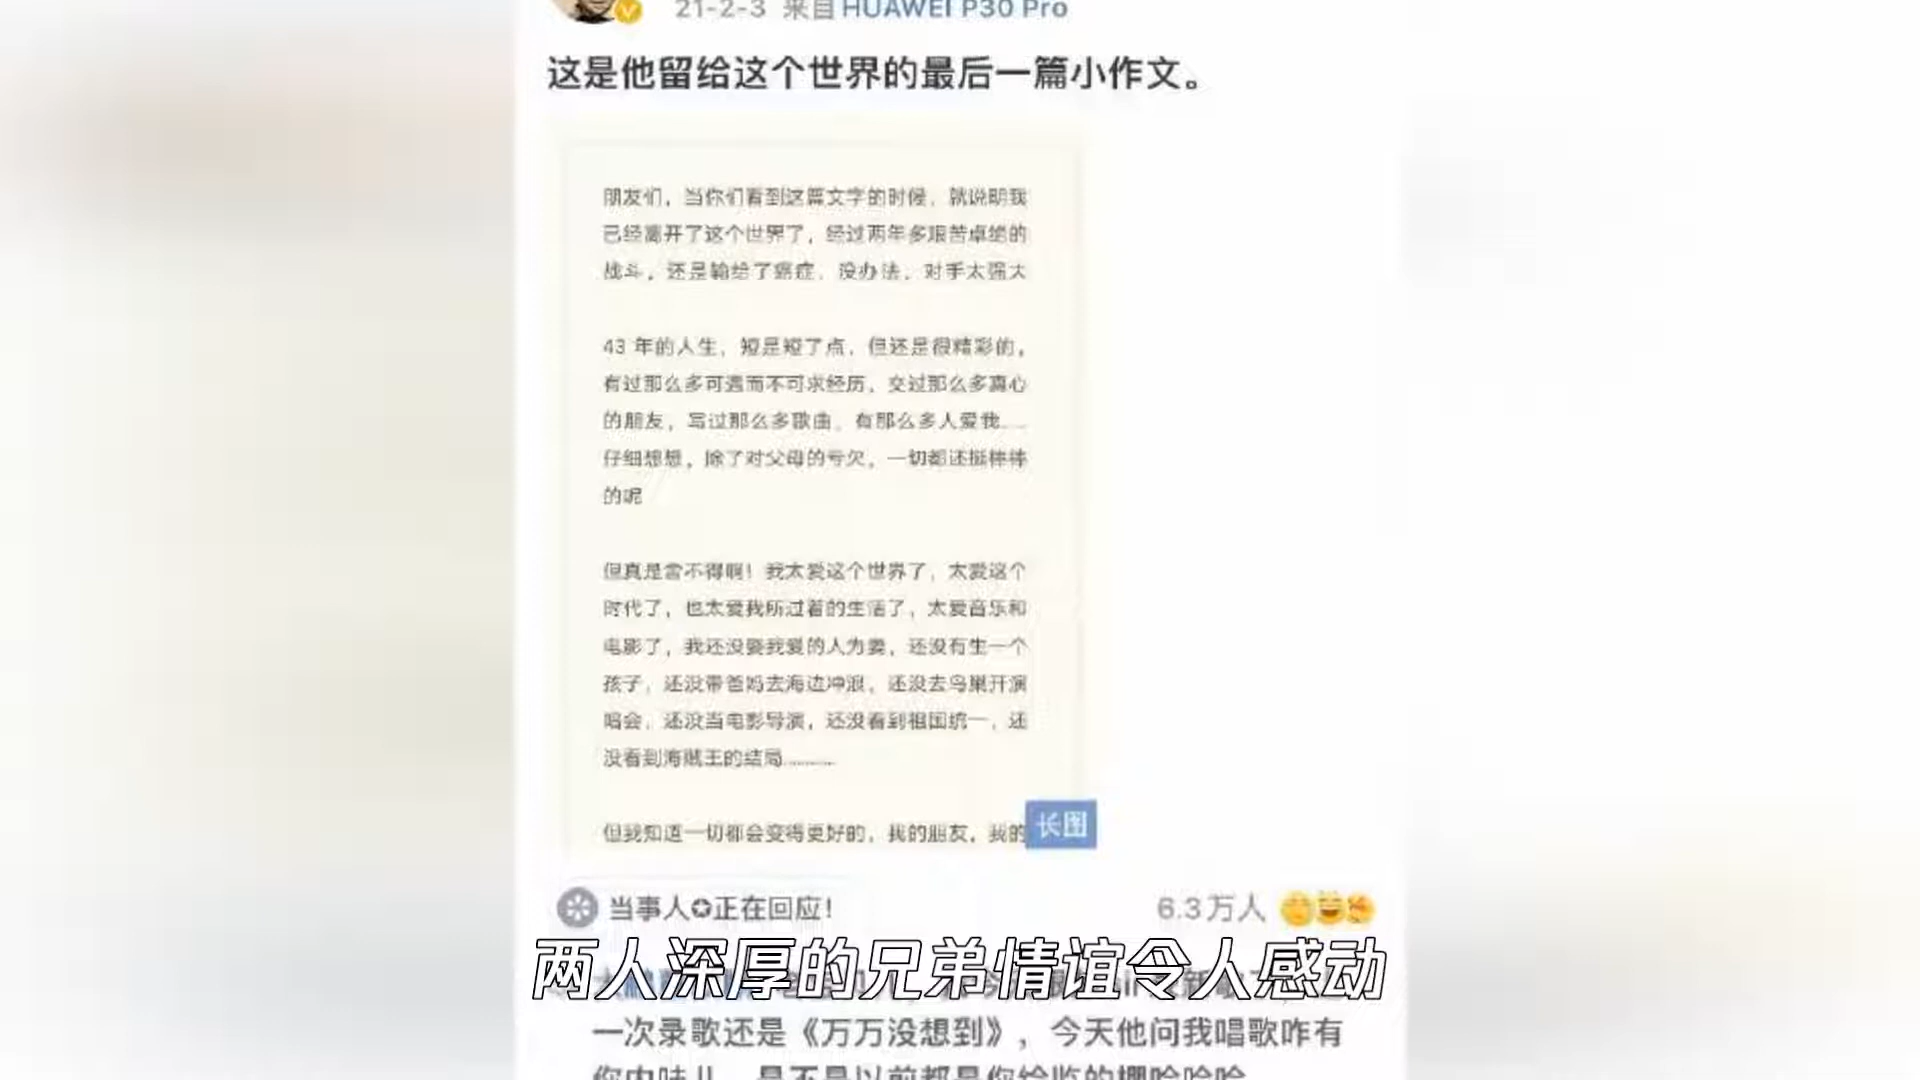 21-2-3 来自 HUAWEI P30 Pro
这是他留给这个世界的最后一篇小作文。
朋友们，当你们看到这篇文字的时候，就说明我
已经离开了这个世界了，经过两年多艰苦卓绝的
战斗，还是输给了癌症，没办法，对手太强大
43 年的人生，短是短了点，但还是很精彩的，
有过那么多可遇而不可求经历，交过那么多真心
的朋友，写过那么多歌曲，有那么多人爱我......
仔细想想，除了对父母的亏欠，一切都还挺棒棒
的呢
但真是舍不得啊！我太爱这个世界了，太爱这个
时代了，也太爱我所过着的生活了，太爱音乐和
电影了，我还没娶我爱的人为妻，还没有生一个
孩子，还没带爸妈去海边冲浪，还没去鸟巢开演
唱会，还没当电影导演，还没看到祖国统一，还
没看到海贼王的结局............
但我知道一切都会变得更好的，我的朋友，我的
长图
当事人✪正在回应！
6.3万人
两人深厚的兄弟情谊令人感动
一次录歌还是《万万没想到》，今天他问我唱歌咋有